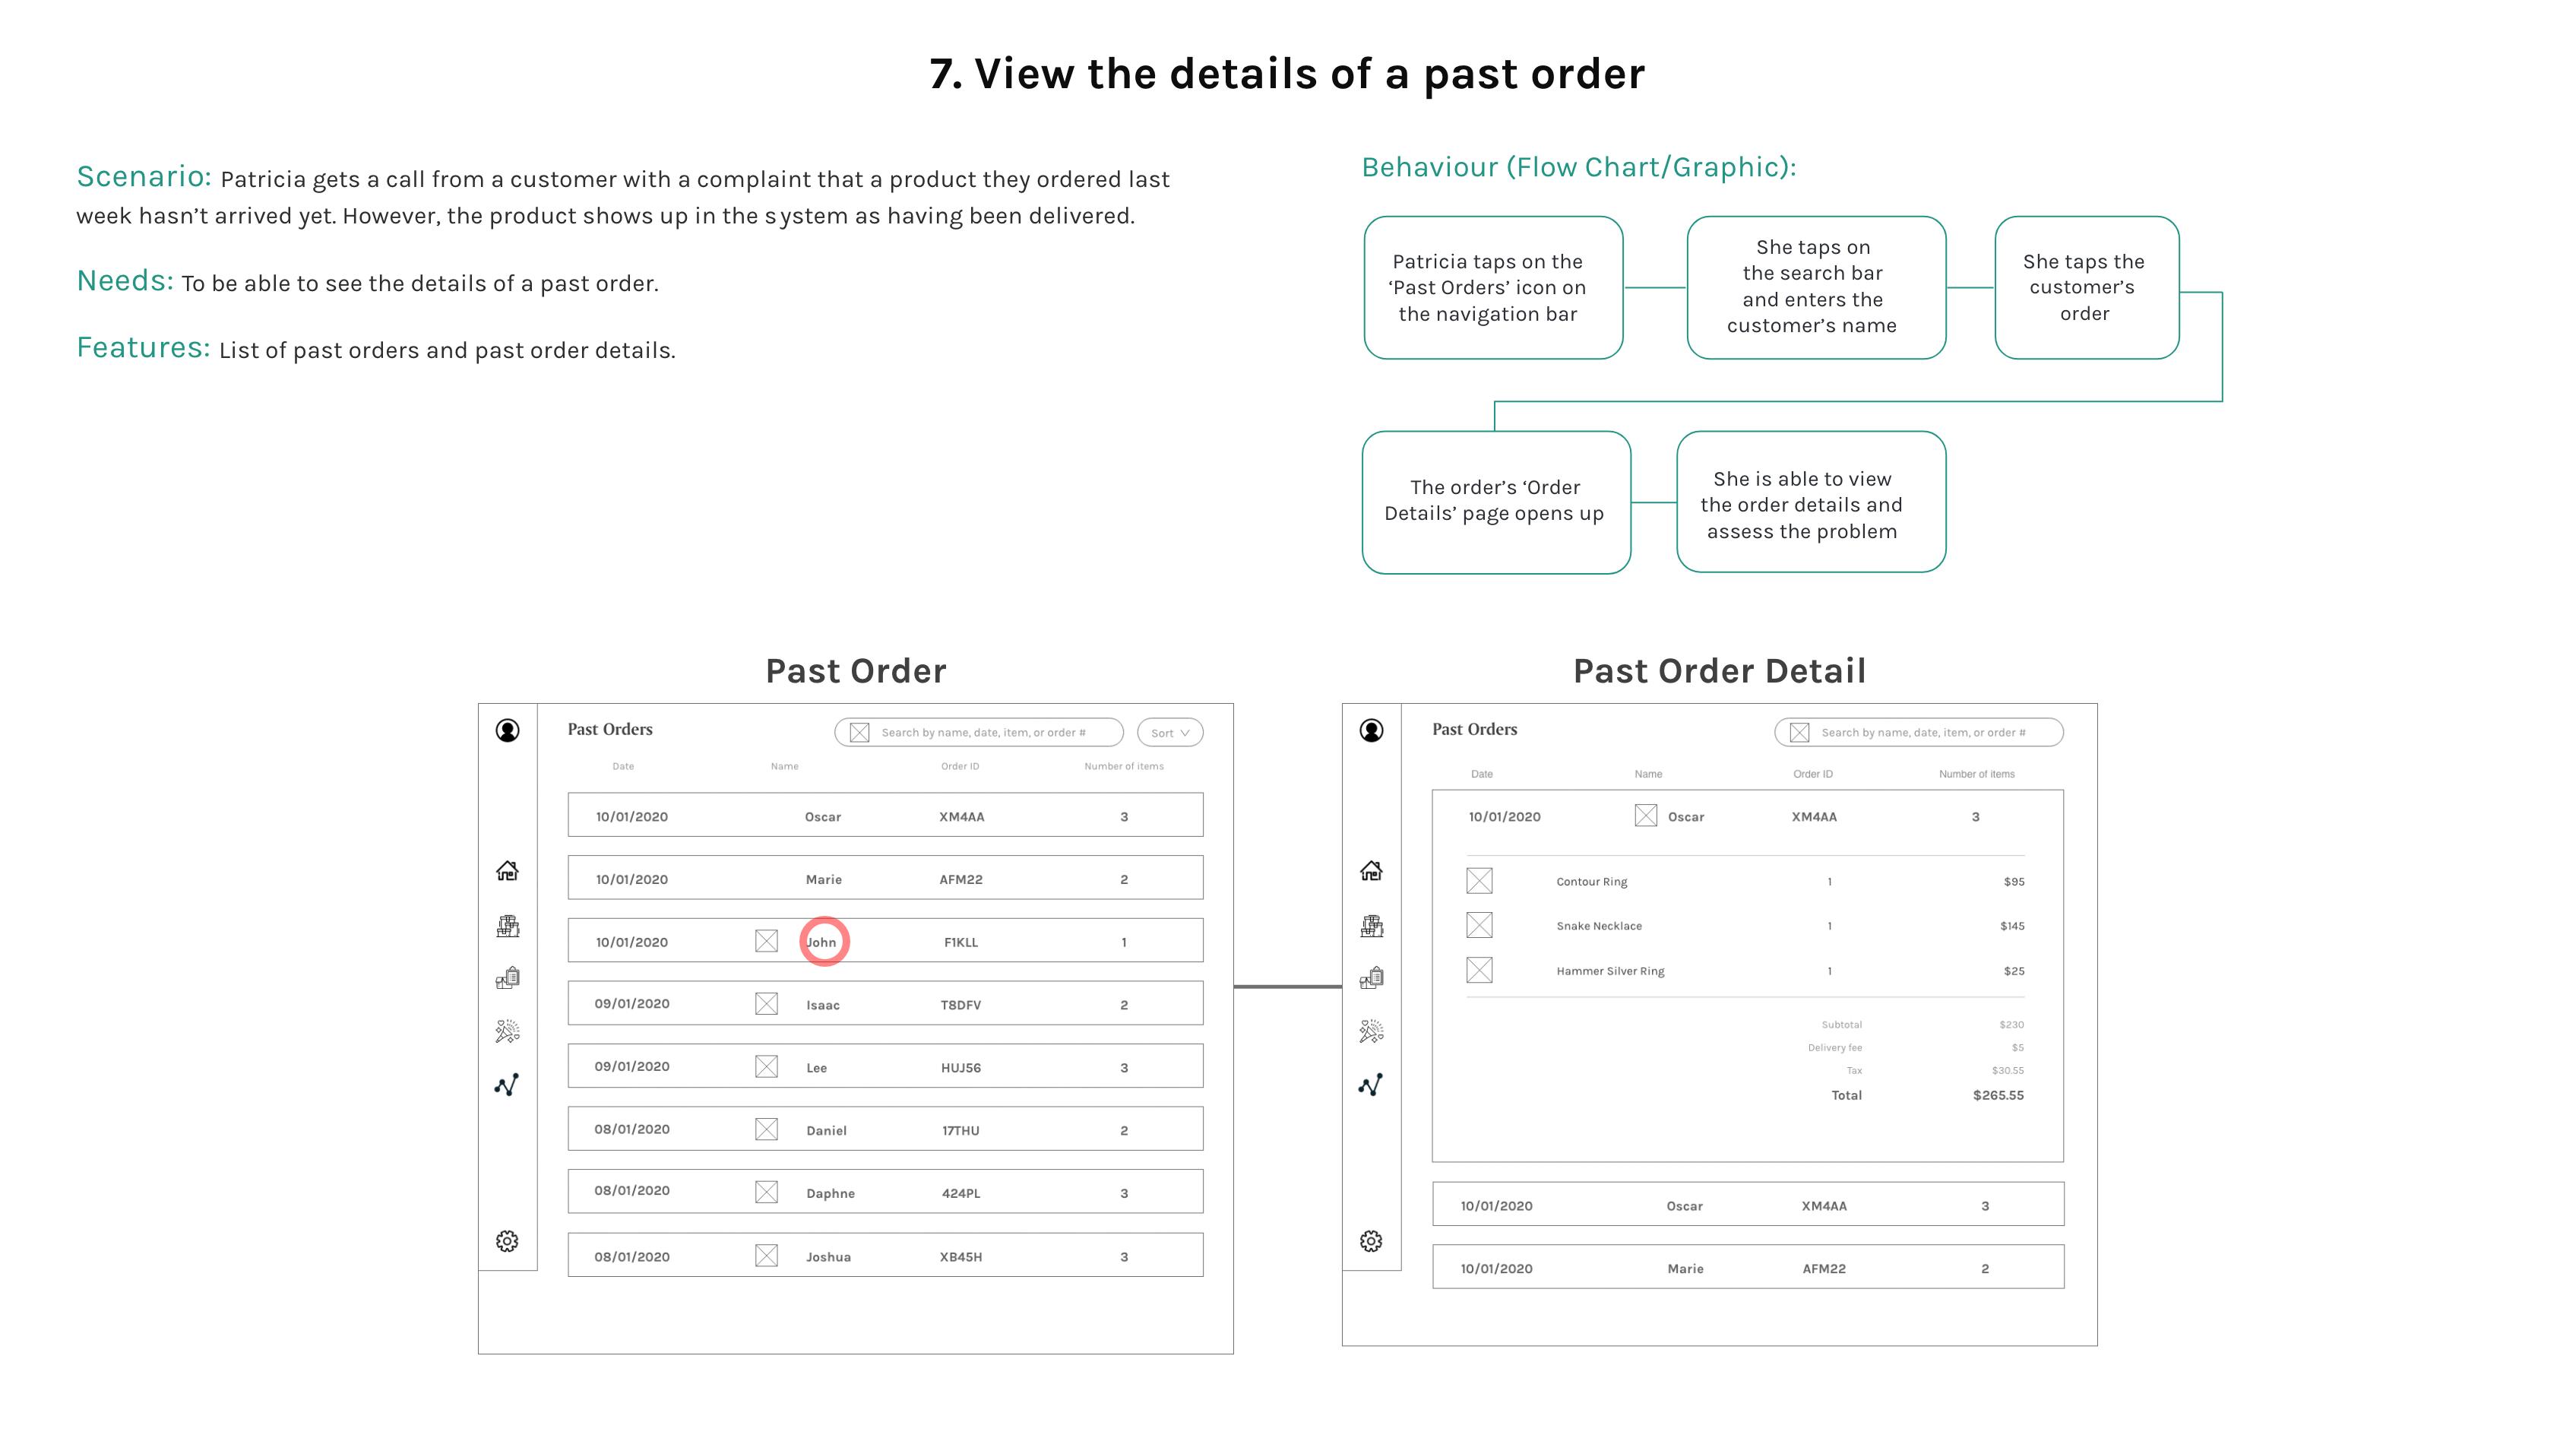 7. View the details of a past order
Scenario: Patricia gets a call from a customer with a complaint that a product they ordered last
week hasn’t arrived yet. However, the product shows up in the system as having been delivered.
Needs: To be able to see the details of a past order.
Features: List of past orders and past order details.
Behaviour (Flow Chart/Graphic):
Patricia taps on the
‘Past Orders’ icon on
the navigation bar
She taps on
the search bar
and enters the
customer’s name
She taps the
customer’s
order
The order’s ‘Order
Details’ page opens up
She is able to view
the order details and
assess the problem
Past Order
Past Orders
Search by name, date, item, or order #
Sort
Date Name Order ID Number of items
10/01/2020 Oscar XM4AA 3
10/01/2020 Marie AFM22 2
10/01/2020 John F1KLL 1
09/01/2020 Isaac T8DFV 2
09/01/2020 Lee HUJ56 3
08/01/2020 Daniel 17THU 2
08/01/2020 Daphne 424PL 3
08/01/2020 Joshua XB45H 3
Past Order Detail
Past Orders
Search by name, date, item, or order #
Date Name Order ID Number of items
10/01/2020 Oscar XM4AA 3
Contour Ring 1 $95
Snake Necklace 1 $145
Hammer Silver Ring 1 $25
Subtotal $230
Delivery fee $5
Tax $30.55
Total $265.55
10/01/2020 Oscar XM4AA 3
10/01/2020 Marie AFM22 2